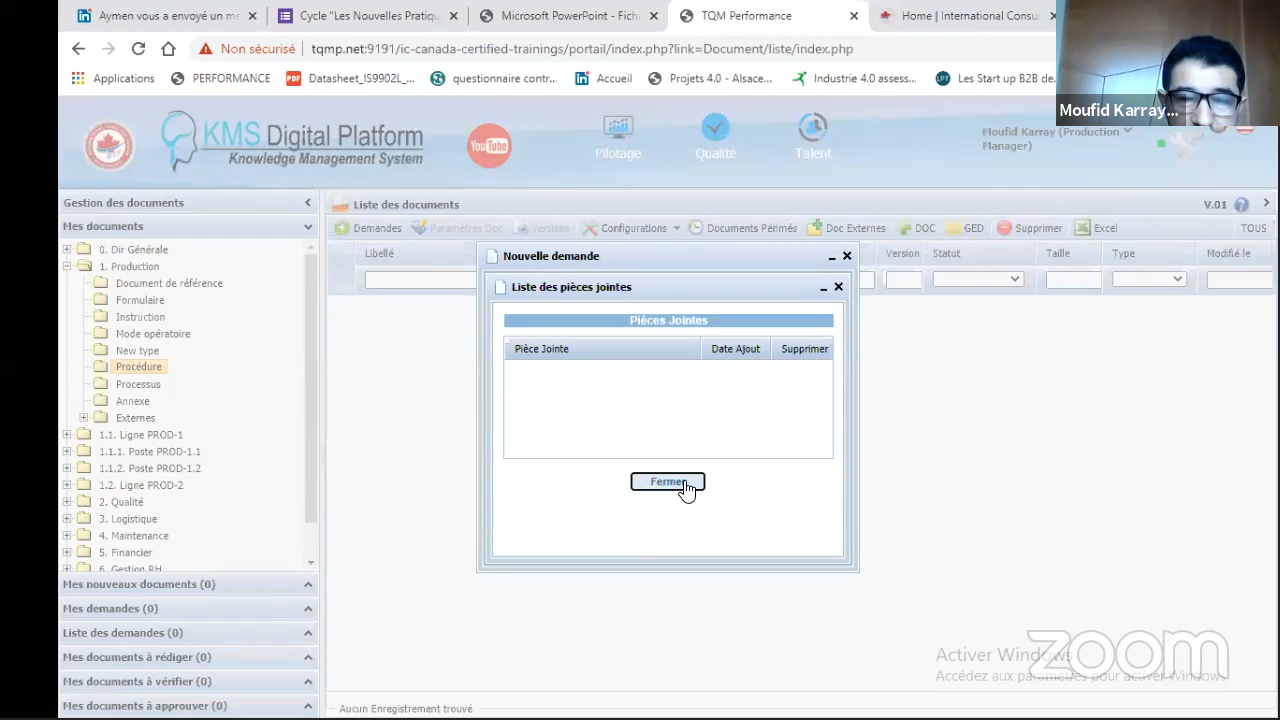 Aymen vous a envoyé un me
Cycle "Les Nouvelles Pratiqu
Microsoft PowerPoint - Fich
TQM Performance
Home | International Consu
Non sécurisé
tqmp.net:9191/ic-canada-certified-trainings/portail/index.php?link=Document/liste/index.php
Applications
PERFORMANCE
Datasheet_IS9902L_...
questionnaire contr...
Accueil
Projets 4.0 - Alsace...
Industrie 4.0 assess...
Les Start up B2B de
Moufid Karray...
KMS Digital Platform
Knowledge Management System
YouTube
Pilotage
Qualité
Talent
Moufid Karray (Production
Manager)
Gestion des documents
Liste des documents
V.01
Mes documents
Demandes
Paramètres Do
Versions
Configurations
Documents Périmés
Doc Externes
DOC
GED
Supprimer
Excel
TOUS
Libellé
Version
Statut
Taille
Type
Modifié le
0. Dir Générale
1. Production
Document de référence
Formulaire
Instruction
Mode opératoire
New type
Procédure
Processus
Annexe
Externes
1.1. Ligne PROD-1
1.1.1. Poste PROD-1.1
1.1.2. Poste PROD-1.2
1.2. Ligne PROD-2
2. Qualité
3. Logistique
4. Maintenance
5. Financier
6. Gestion RH
Mes nouveaux documents (0)
Mes demandes (0)
Liste des demandes (0)
Mes documents à rédiger (0)
Mes documents à vérifier (0)
Mes documents à approuver (0)
Nouvelle demande
Liste des pièces jointes
Pièces Jointes
Pièce Jointe
Date Ajout
Supprimer
Fermer
zoom
Activer Windows
Accédez aux paramètres pour activer Windows.
Aucun Enregistrement trouvé